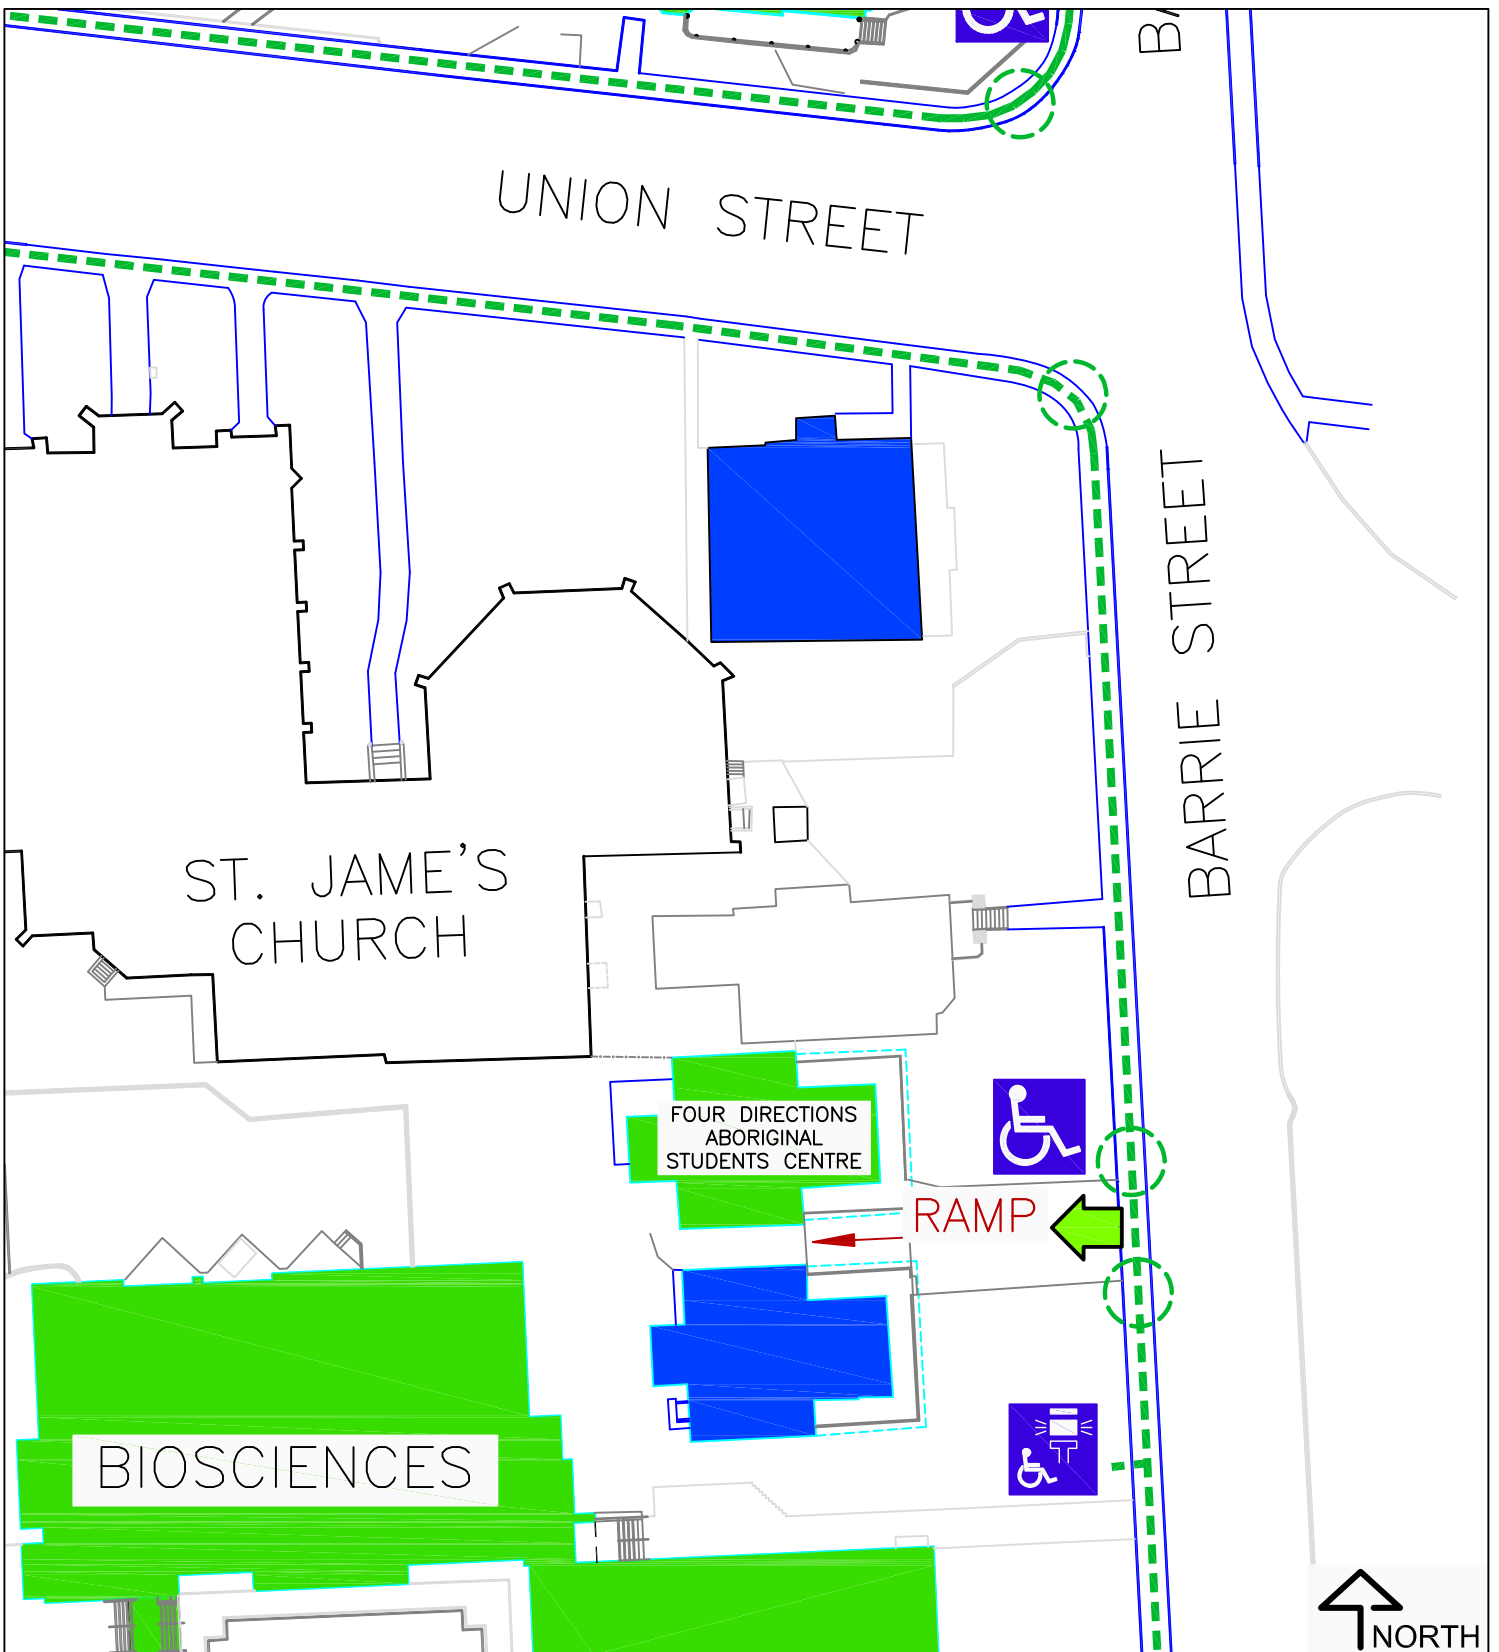 UNION STREET
BARRIE STREET
ST. JAME'S
CHURCH
FOUR DIRECTIONS
ABORIGINAL
STUDENTS CENTRE
RAMP
BIOSCIENCES
NORTH